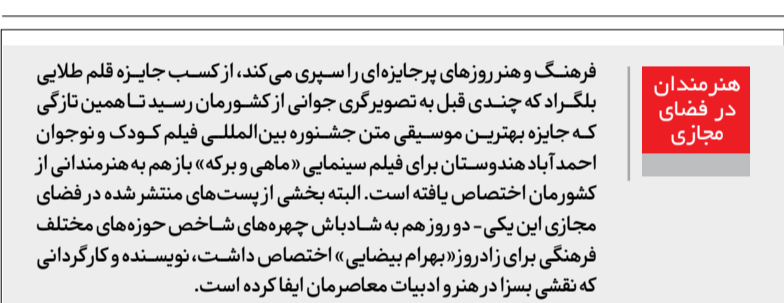 هنرمندان
در فضای
مجازی
فرهنگ و هنر روزهای پرجایزه‌ای را سپری می‌کند، از کسب جایزه قلم طلایی
بلگراد که چندی قبل به تصویرگری جوانی از کشورمان رسید تا همین تازگی
که جایزه بهترین موسیقی متن جشنوره بین‌المللی فیلم کودک و نوجوان
احمدآباد هندوستان برای فیلم سینمایی «ماهی و برکه» باز هم به هنرمندانی از
کشورمان اختصاص یافته است. البته بخشی از پست‌های منتشر شده در فضای
مجازی این یکی- دو روز هم به شادباش چهره‌های شاخص حوزه‌های مختلف
فرهنگی برای زادروز«بهرام بیضایی» اختصاص داشت، نویسنده و کارگردانی
که نقشی بسزا در هنر و ادبیات معاصرمان ایفا کرده است.